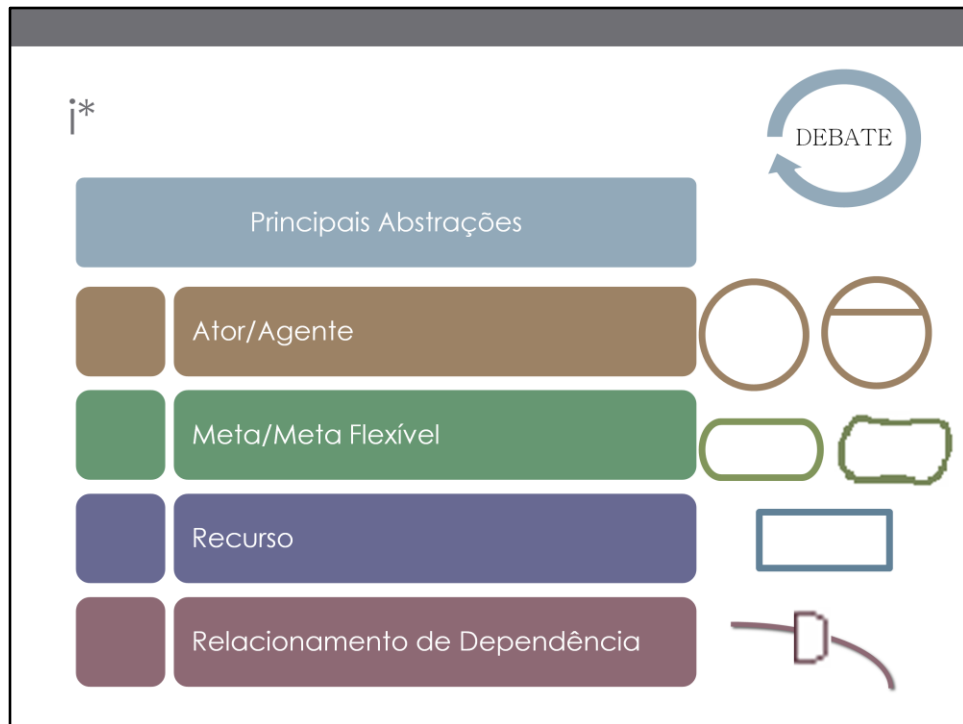 i*
DEBATE
Principais Abstrações
Ator/Agente
Meta/Meta Flexível
Recurso
Relacionamento de Dependência